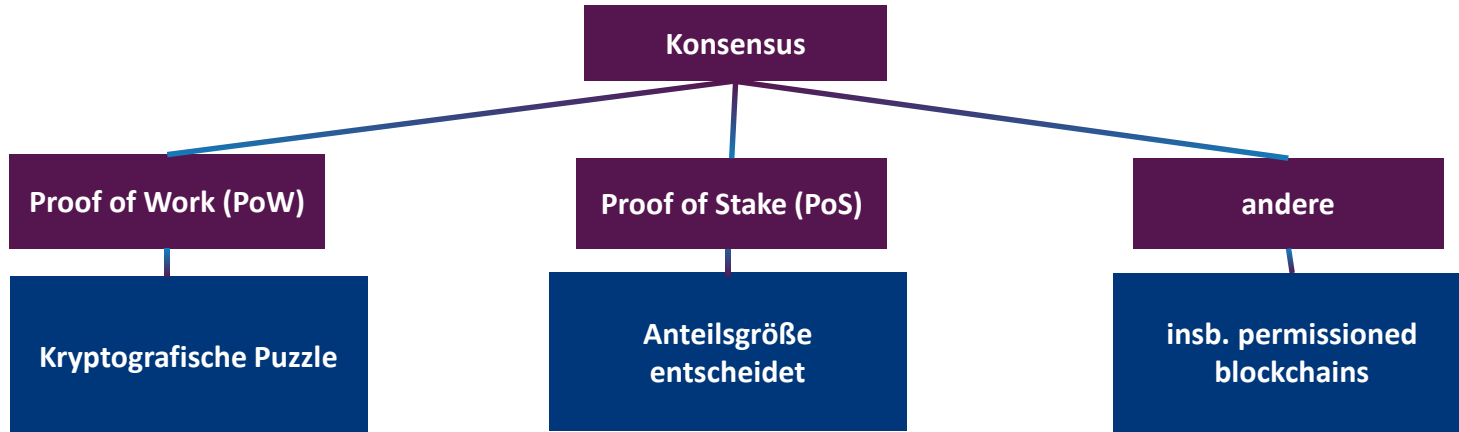 Konsensus
Proof of Work (PoW)
Proof of Stake (PoS)
andere
Kryptografische Puzzle
Anteilsgröße
entscheidet
insb. permissioned
blockchains